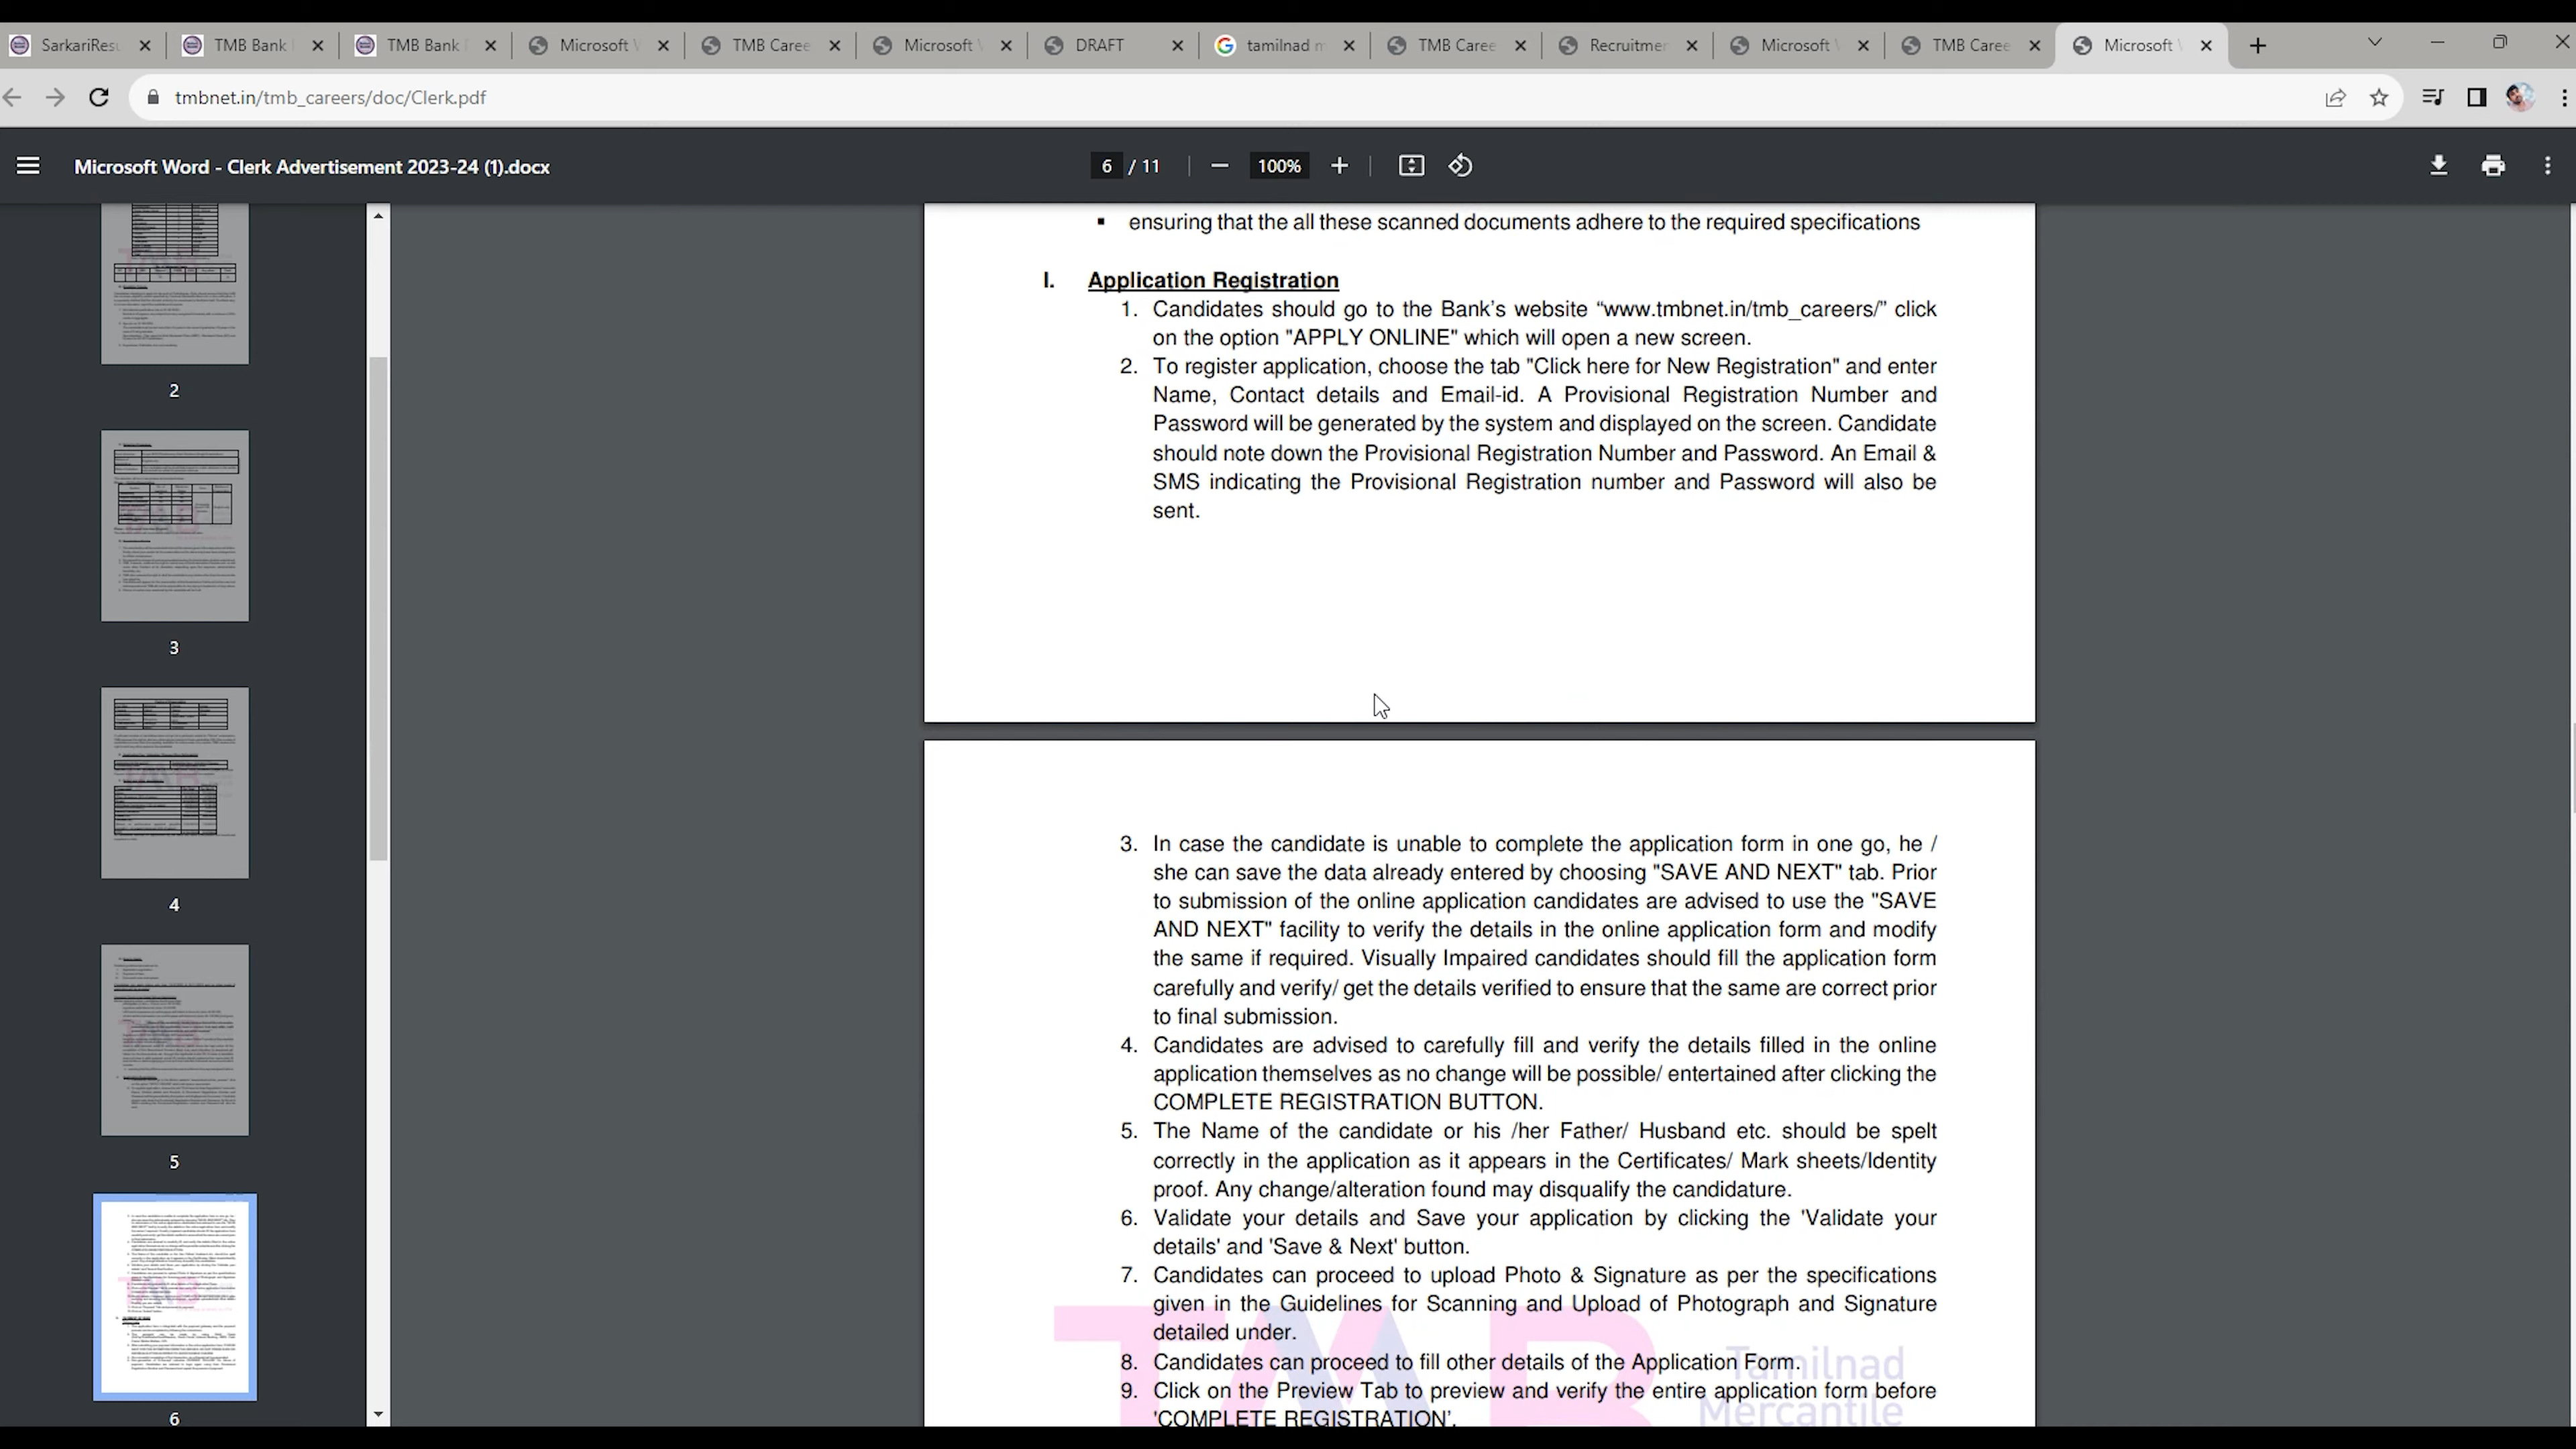 SarkariResu
TMB Bank
TMB Bank
Microsoft W
TMB Caree
Microsoft W
DRAFT
tamilnad m
TMB Caree
Recruitmen
Microsoft W
TMB Caree
Microsoft W
tmbnet.in/tmb_careers/doc/Clerk.pdf
Microsoft Word - Clerk Advertisement 2023-24 (1).docx
6 / 11
100%
2
3
4
5
6
▪ ensuring that the all these scanned documents adhere to the required specifications
I. Application Registration
1. Candidates should go to the Bank’s website “www.tmbnet.in/tmb_careers/” click
on the option "APPLY ONLINE" which will open a new screen.
2. To register application, choose the tab "Click here for New Registration" and enter
Name, Contact details and Email-id. A Provisional Registration Number and
Password will be generated by the system and displayed on the screen. Candidate
should note down the Provisional Registration Number and Password. An Email &
SMS indicating the Provisional Registration number and Password will also be
sent.
3. In case the candidate is unable to complete the application form in one go, he /
she can save the data already entered by choosing "SAVE AND NEXT" tab. Prior
to submission of the online application candidates are advised to use the "SAVE
AND NEXT" facility to verify the details in the online application form and modify
the same if required. Visually Impaired candidates should fill the application form
carefully and verify/ get the details verified to ensure that the same are correct prior
to final submission.
4. Candidates are advised to carefully fill and verify the details filled in the online
application themselves as no change will be possible/ entertained after clicking the
COMPLETE REGISTRATION BUTTON.
5. The Name of the candidate or his /her Father/ Husband etc. should be spelt
correctly in the application as it appears in the Certificates/ Mark sheets/Identity
proof. Any change/alteration found may disqualify the candidature.
6. Validate your details and Save your application by clicking the 'Validate your
details' and 'Save & Next' button.
7. Candidates can proceed to upload Photo & Signature as per the specifications
given in the Guidelines for Scanning and Upload of Photograph and Signature
detailed under.
8. Candidates can proceed to fill other details of the Application Form.
9. Click on the Preview Tab to preview and verify the entire application form before
'COMPLETE REGISTRATION'.
TMB
Tamilnad
Mercantile